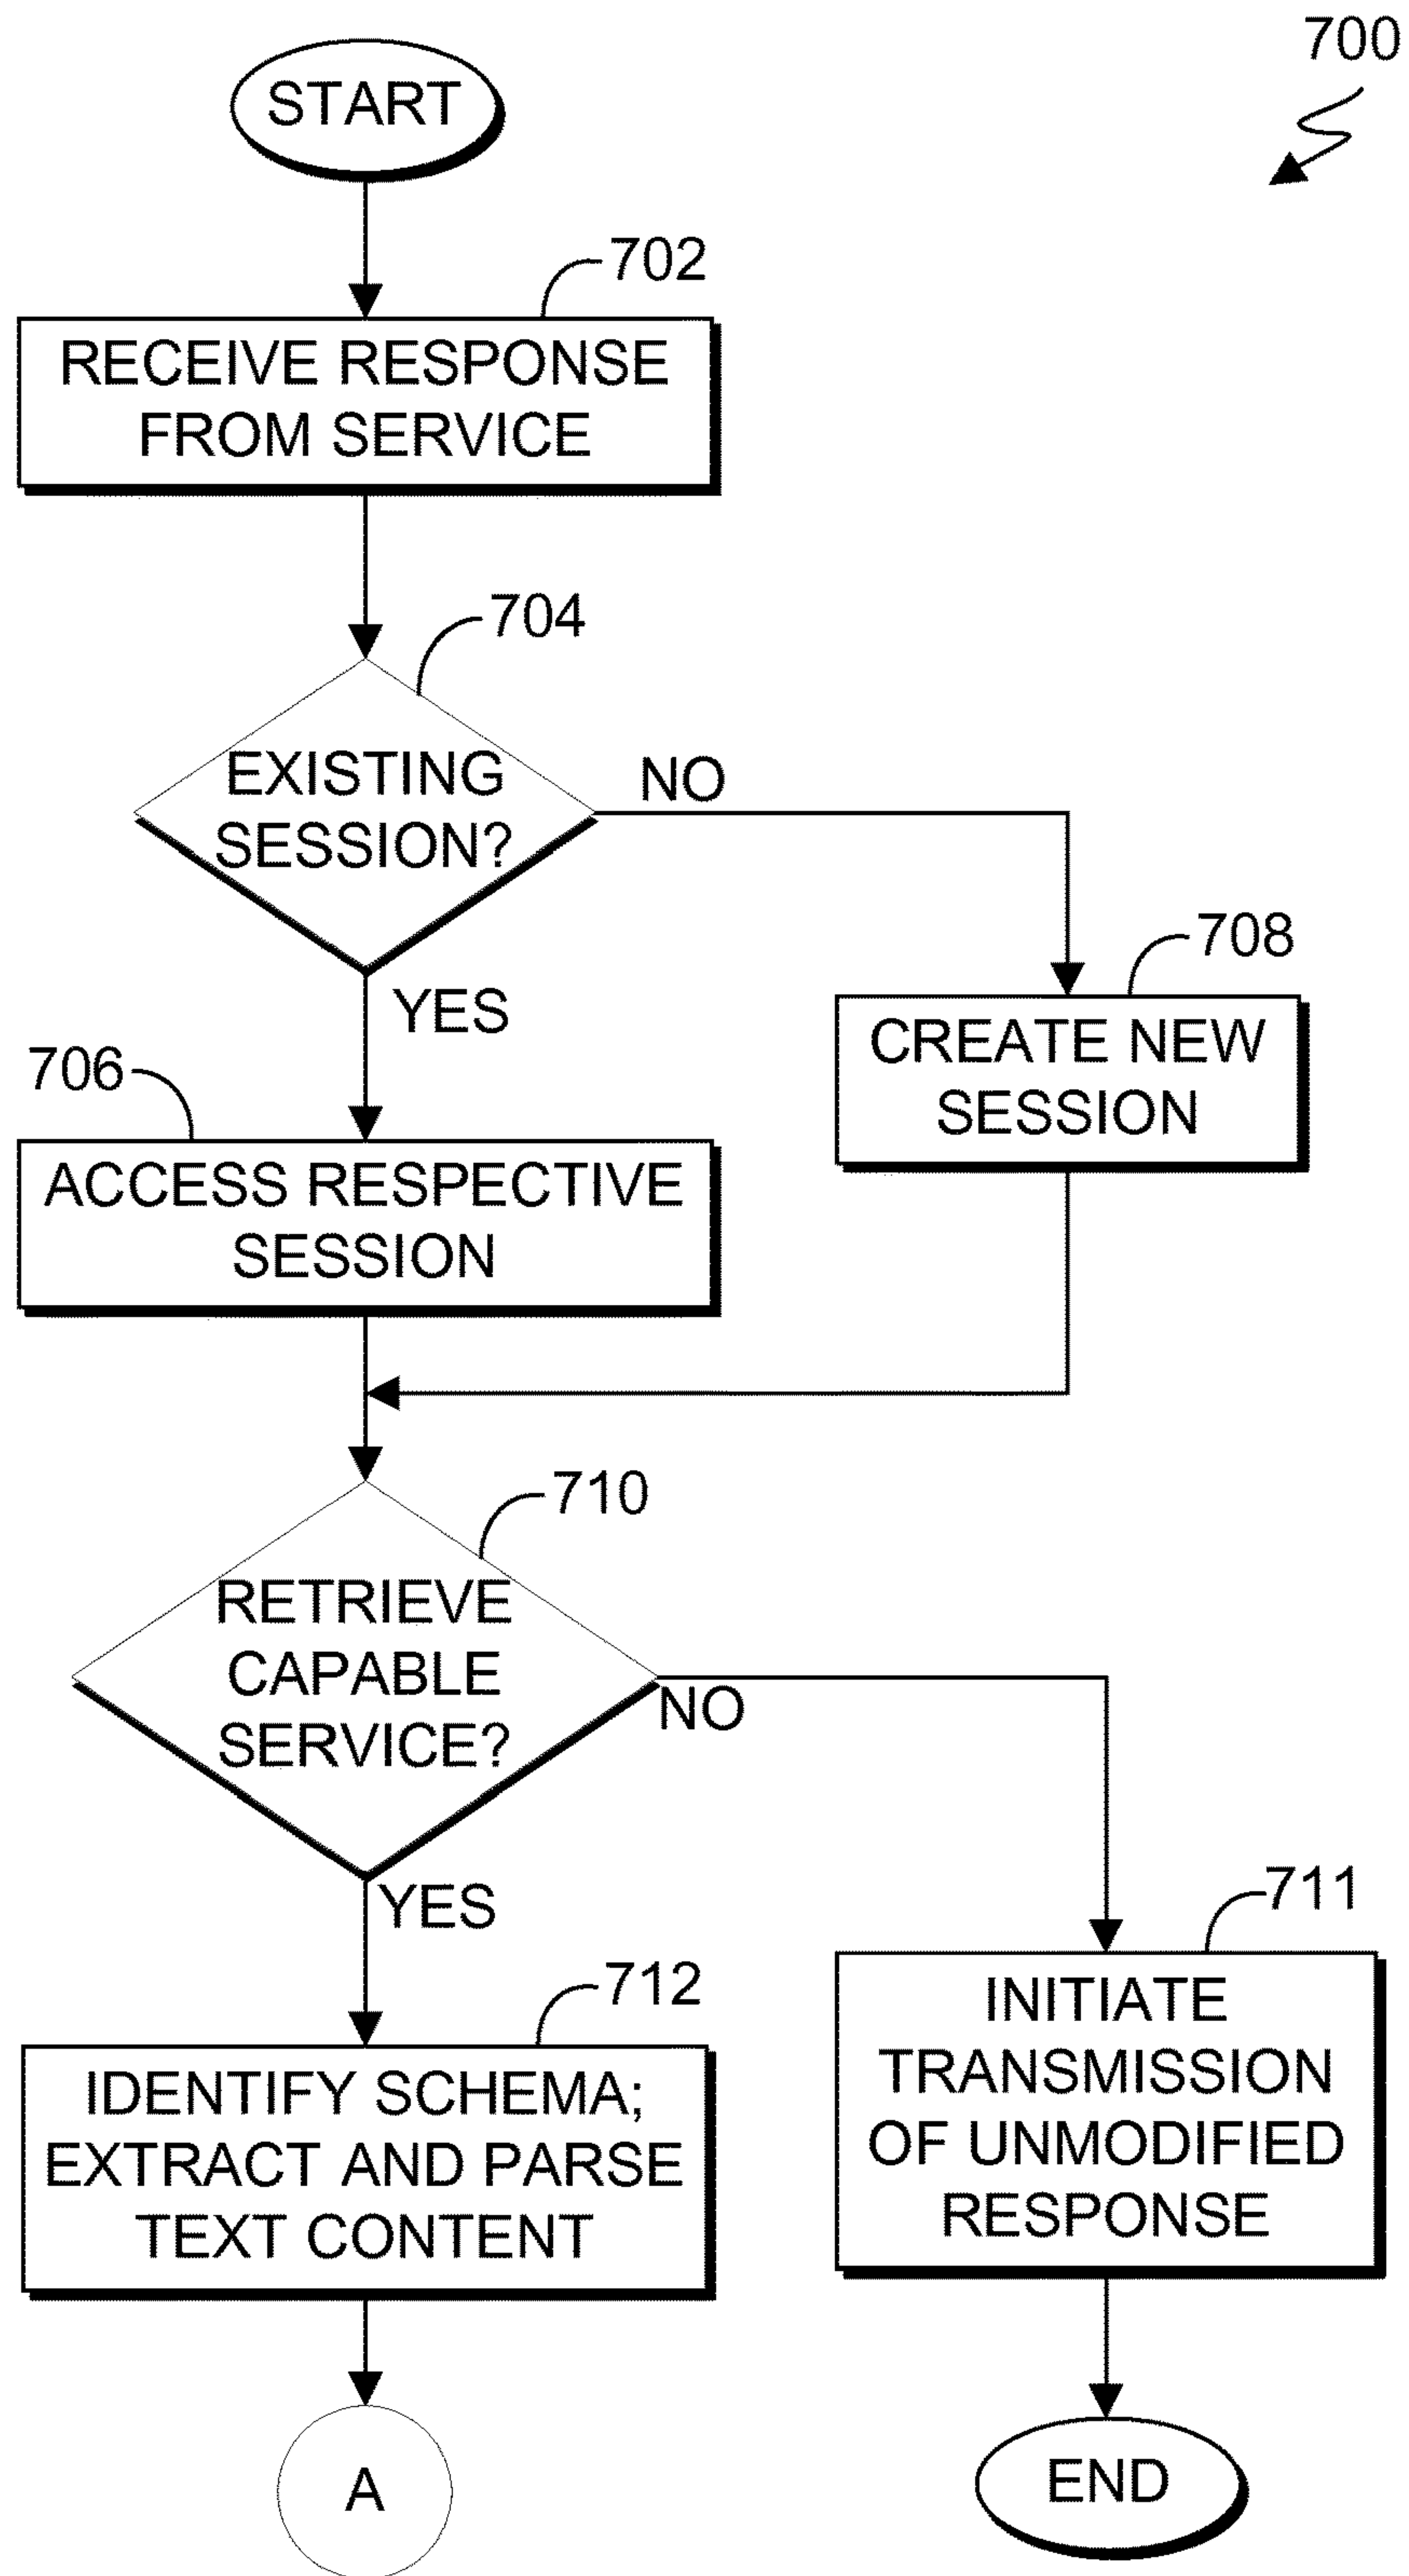 700
START
702
RECEIVE RESPONSE
FROM SERVICE
704
EXISTING
SESSION?
NO
YES
708
CREATE NEW
SESSION
706
ACCESS RESPECTIVE
SESSION
710
RETRIEVE
CAPABLE
SERVICE?
NO
YES
711
INITIATE
TRANSMISSION
OF UNMODIFIED
RESPONSE
712
IDENTIFY SCHEMA;
EXTRACT AND PARSE
TEXT CONTENT
A
END